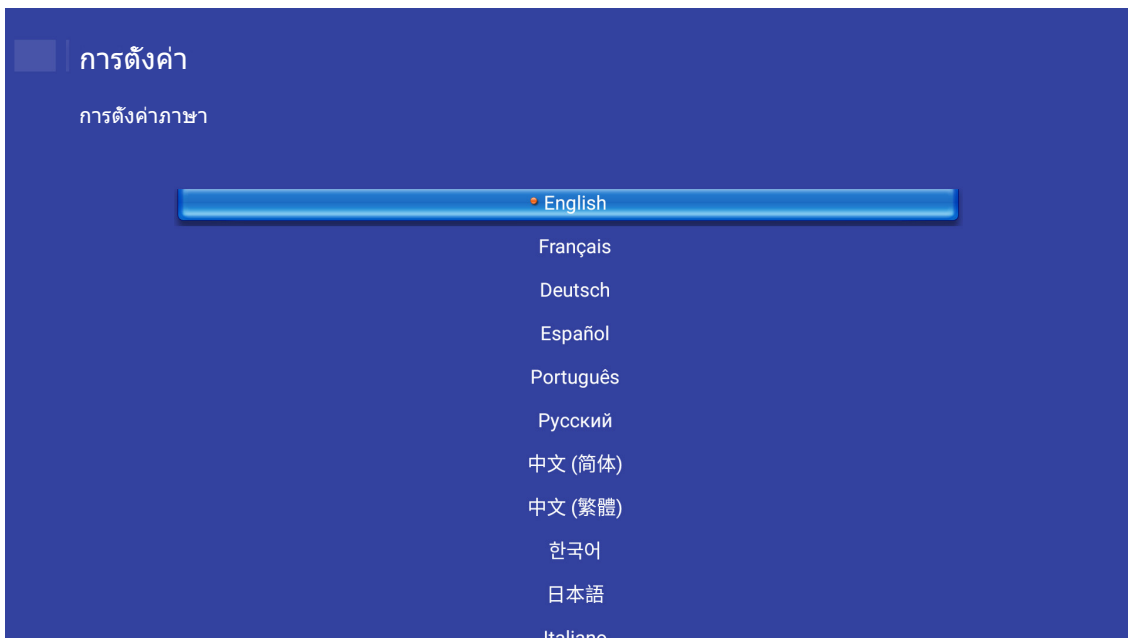 การตั้งค่า
การตั้งค่าภาษา
English
Français
Deutsch
Español
Português
Русский
中文 (简体)
中文 (繁體)
한국어
日本語
Italiano